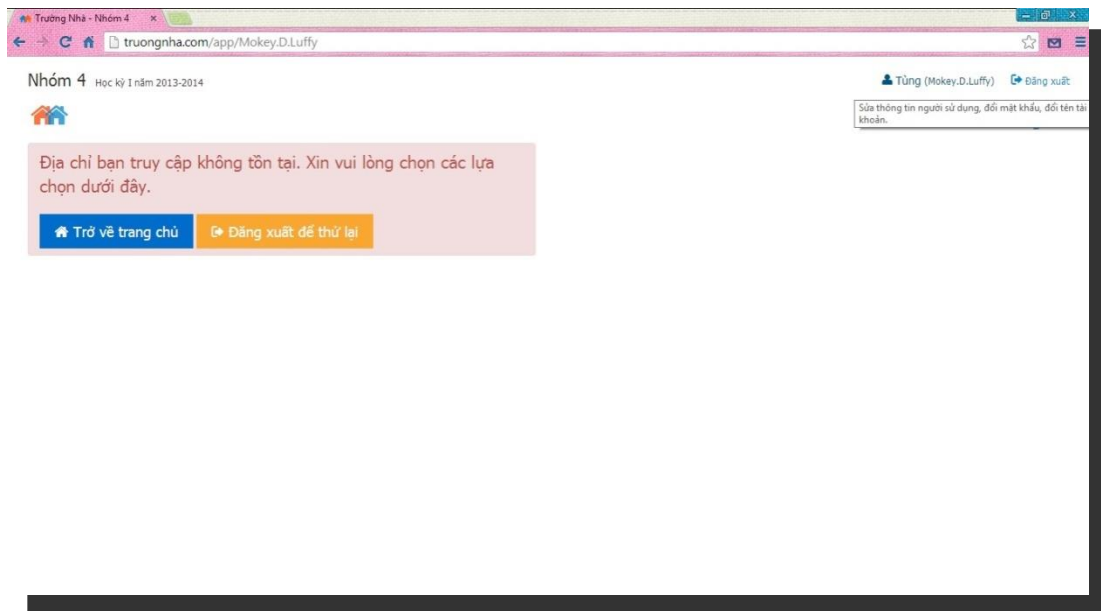 Trường Nhà - Nhóm 4
truongnha.com/app/Mokey.D.Luffy
Nhóm 4 Học kỳ I năm 2013-2014
Tùng (Mokey.D.Luffy) Đăng xuất
Sửa thông tin người sử dụng, đổi mật khẩu, đổi tên tài
khoản.
Địa chỉ bạn truy cập không tồn tại. Xin vui lòng chọn các lựa
chọn dưới đây.
Trở về trang chủ Đăng xuất để thử lại